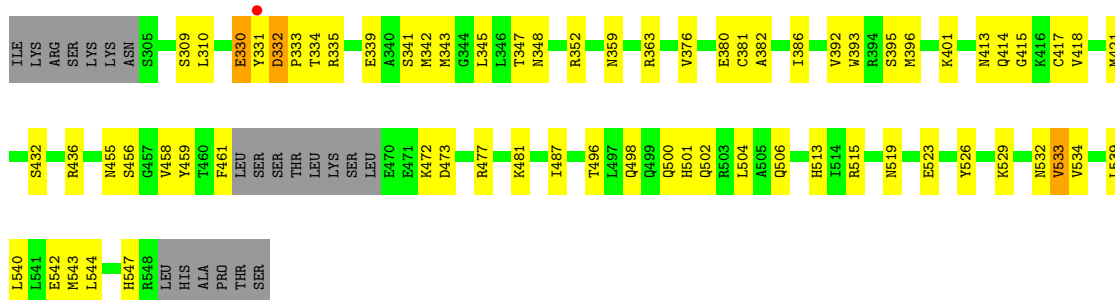 ILE LYS ARG SER LYS LYS ASN S305 S309 L310 E330 Y331 D332 P333 T334 R335 E339 A340 S341 M342 M343 G344 L345 L346 T347 N348 R352 N359 R363 V376 E380 C381 A382 I386 V392 W393 R394 S395 M396 K401 N413 Q414 G415 K416 C417 V418 M421
S432 R436 N455 S456 G457 V458 Y459 T460 F461 LEU SER SER THR LEU LYS SER LEU E470 E471 K472 D473 R477 K481 I487 T496 L497 Q498 Q499 Q500 H501 Q502 R503 L504 A505 Q506 H513 I514 R515 N519 E523 Y526 K529 N532 V533 V534 L539
L540 L541 E542 M543 L544 H547 R548 LEU HIS ALA PRO THR SER